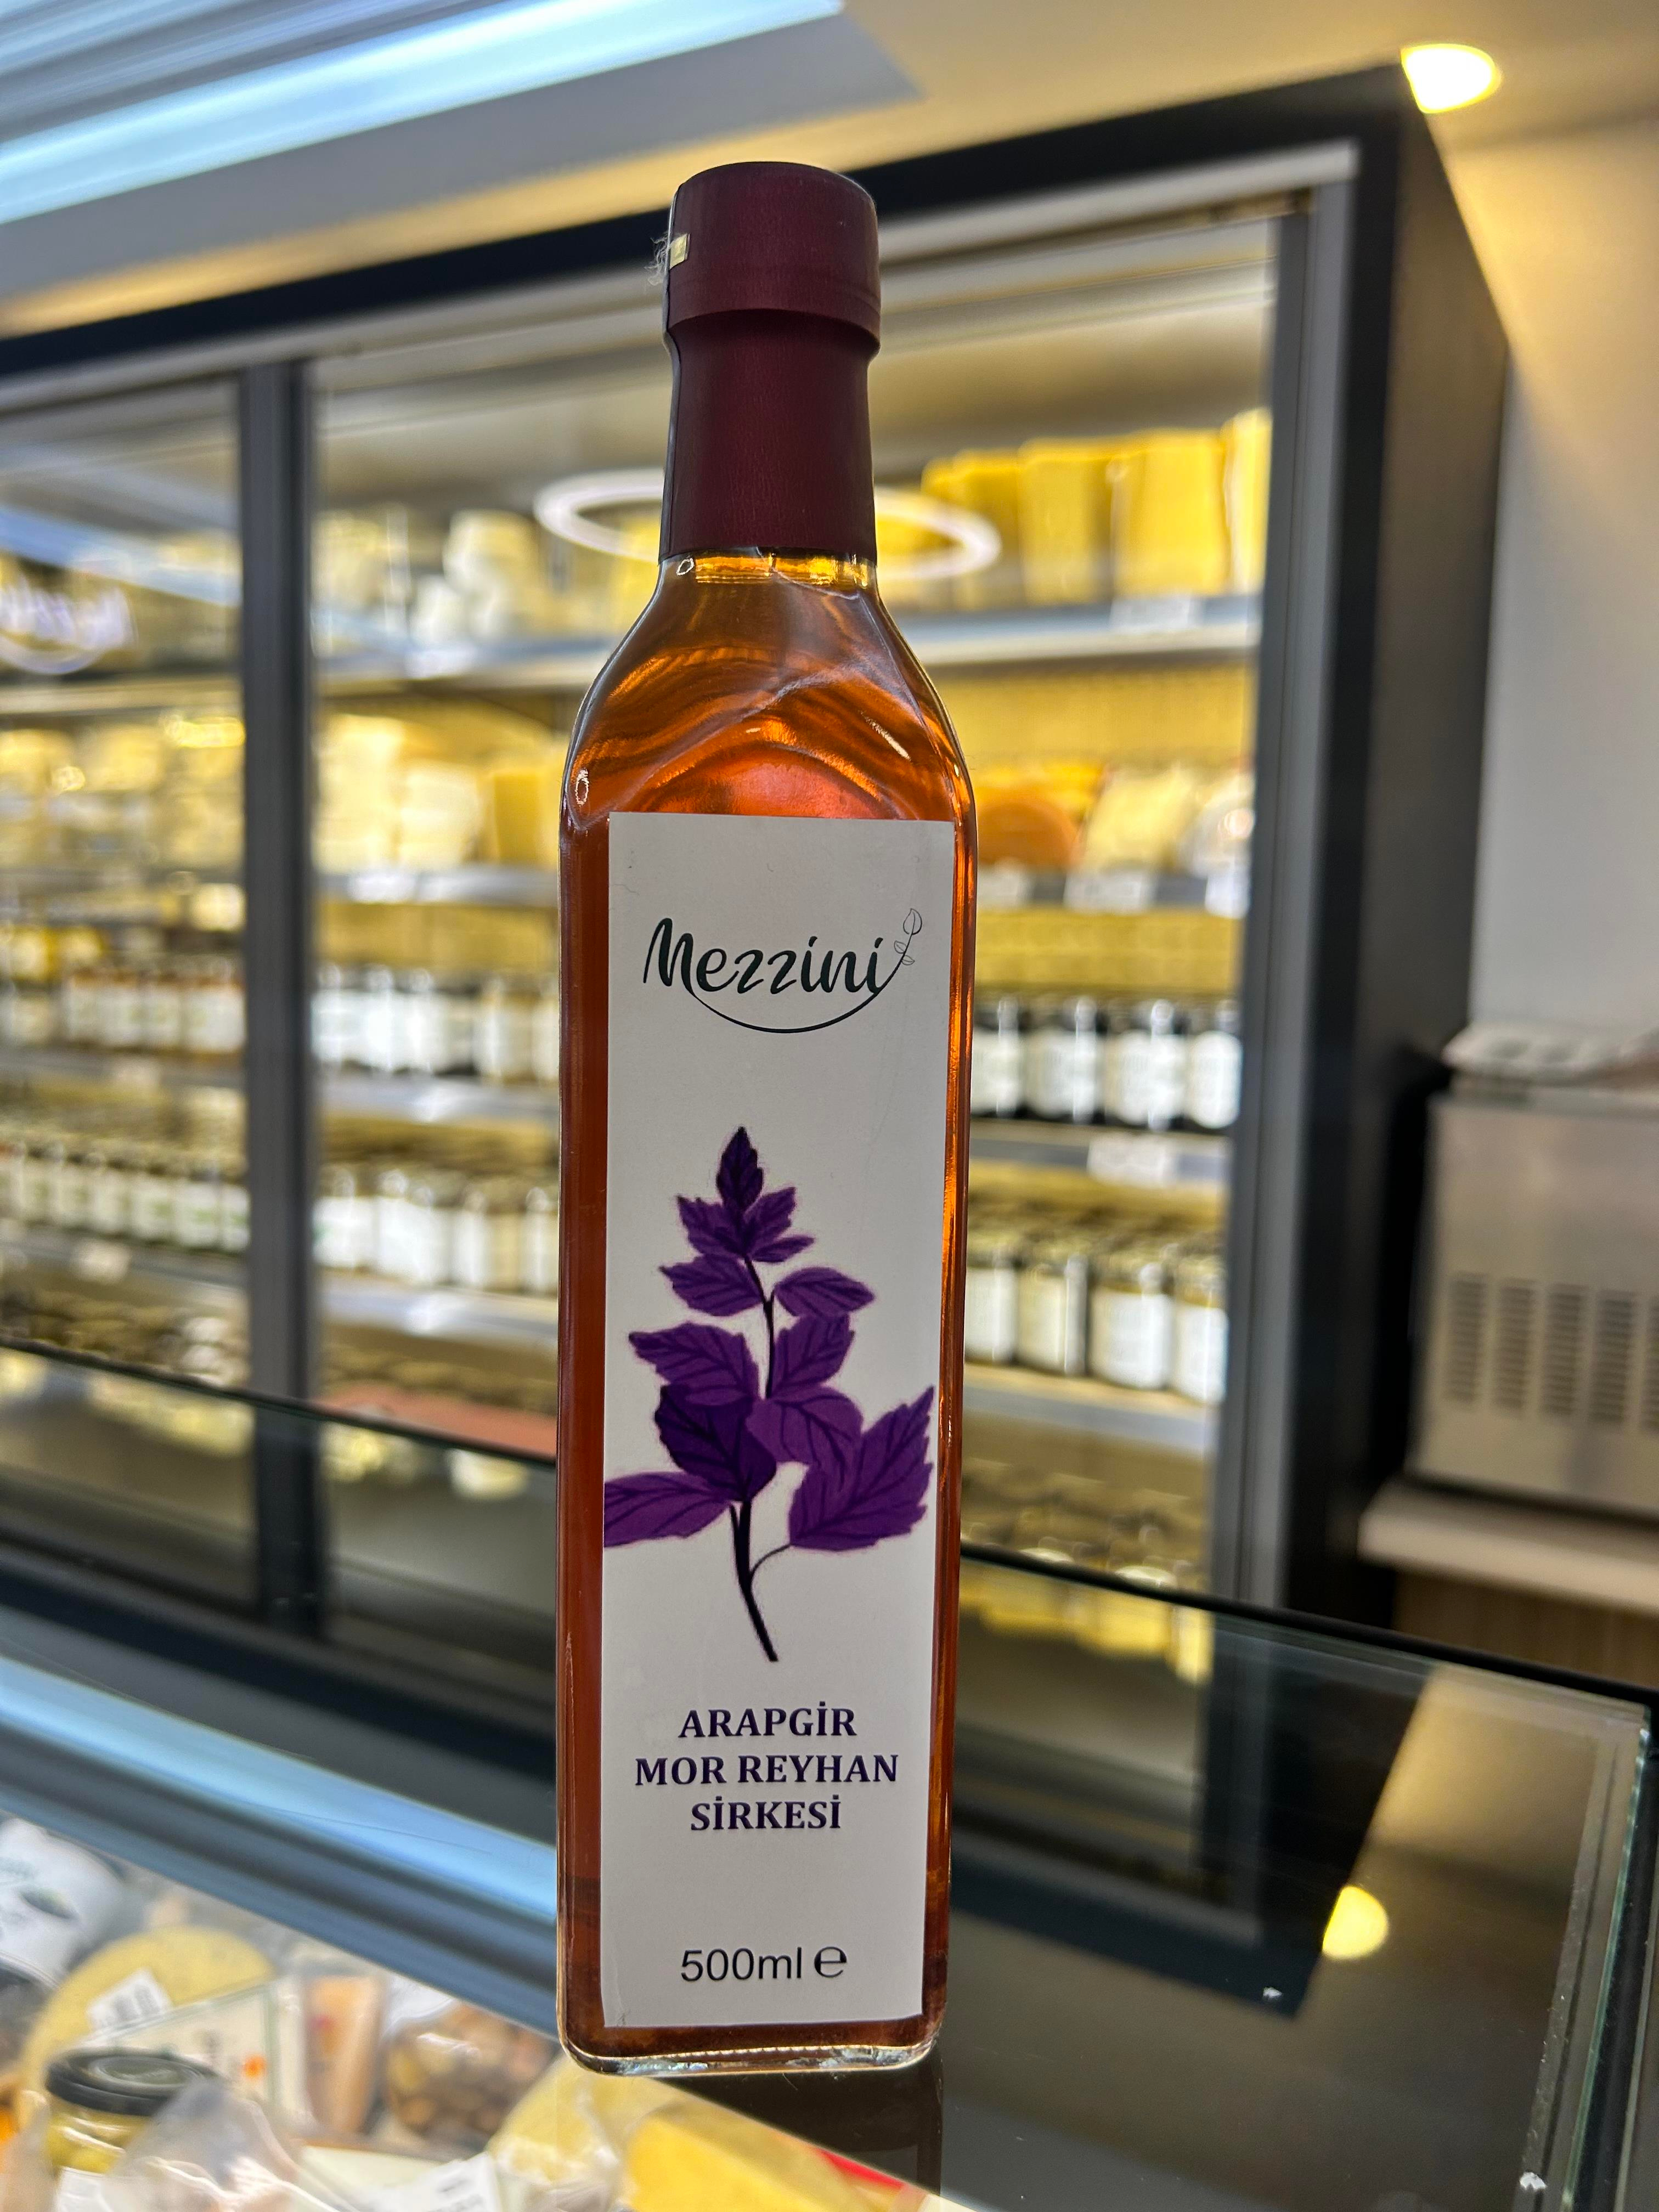 Mezzini
ARAPGİR
MOR REYHAN
SİRKESİ
500ml ℮